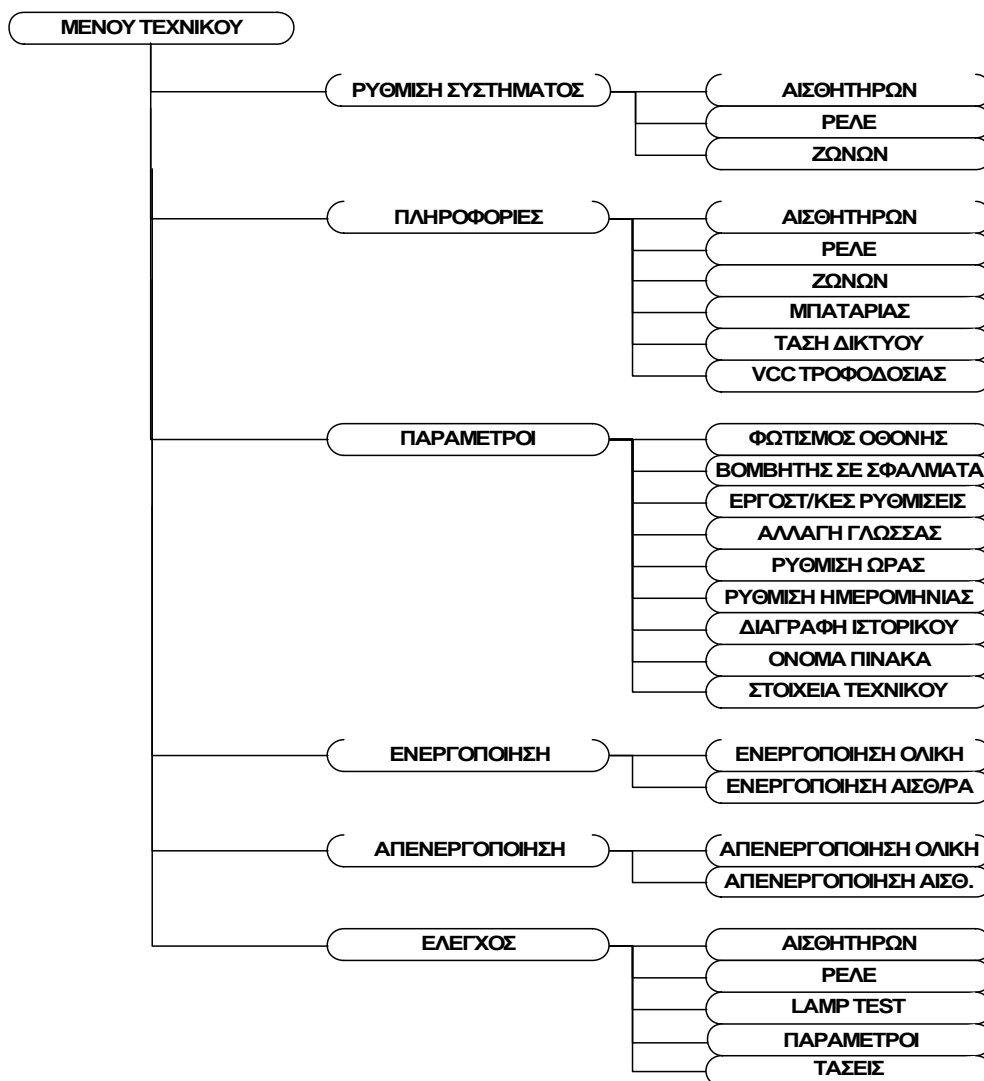 ΜΕΝΟΥ ΤΕΧΝΙΚΟΥ
ΡΥΘΜΙΣΗ ΣΥΣΤΗΜΑΤΟΣ
ΑΙΣΘΗΤΗΡΩΝ
ΡΕΛΕ
ΖΩΝΩΝ
ΠΛΗΡΟΦΟΡΙΕΣ
ΑΙΣΘΗΤΗΡΩΝ
ΡΕΛΕ
ΖΩΝΩΝ
ΜΠΑΤΑΡΙΑΣ
ΤΑΣΗ ΔΙΚΤΥΟΥ
VCC ΤΡΟΦΟΔΟΣΙΑΣ
ΠΑΡΑΜΕΤΡΟΙ
ΦΩΤΙΣΜΟΣ ΟΘΟΝΗΣ
ΒΟΜΒΗΤΗΣ ΣΕ ΣΦΑΛΜΑΤΑ
ΕΡΓΟΣΤ/ΚΕΣ ΡΥΘΜΙΣΕΙΣ
ΑΛΛΑΓΗ ΓΛΩΣΣΑΣ
ΡΥΘΜΙΣΗ ΩΡΑΣ
ΡΥΘΜΙΣΗ ΗΜΕΡΟΜΗΝΙΑΣ
ΔΙΑΓΡΑΦΗ ΙΣΤΟΡΙΚΟΥ
ΟΝΟΜΑ ΠΙΝΑΚΑ
ΣΤΟΙΧΕΙΑ ΤΕΧΝΙΚΟΥ
ΕΝΕΡΓΟΠΟΙΗΣΗ
ΕΝΕΡΓΟΠΟΙΗΣΗ ΟΛΙΚΗ
ΕΝΕΡΓΟΠΟΙΗΣΗ ΑΙΣΘ/ΡΑ
ΑΠΕΝΕΡΓΟΠΟΙΗΣΗ
ΑΠΕΝΕΡΓΟΠΟΙΗΣΗ ΟΛΙΚΗ
ΑΠΕΝΕΡΓΟΠΟΙΗΣΗ ΑΙΣΘ.
ΕΛΕΓΧΟΣ
ΑΙΣΘΗΤΗΡΩΝ
ΡΕΛΕ
LAMP TEST
ΠΑΡΑΜΕΤΡΟΙ
ΤΑΣΕΙΣ